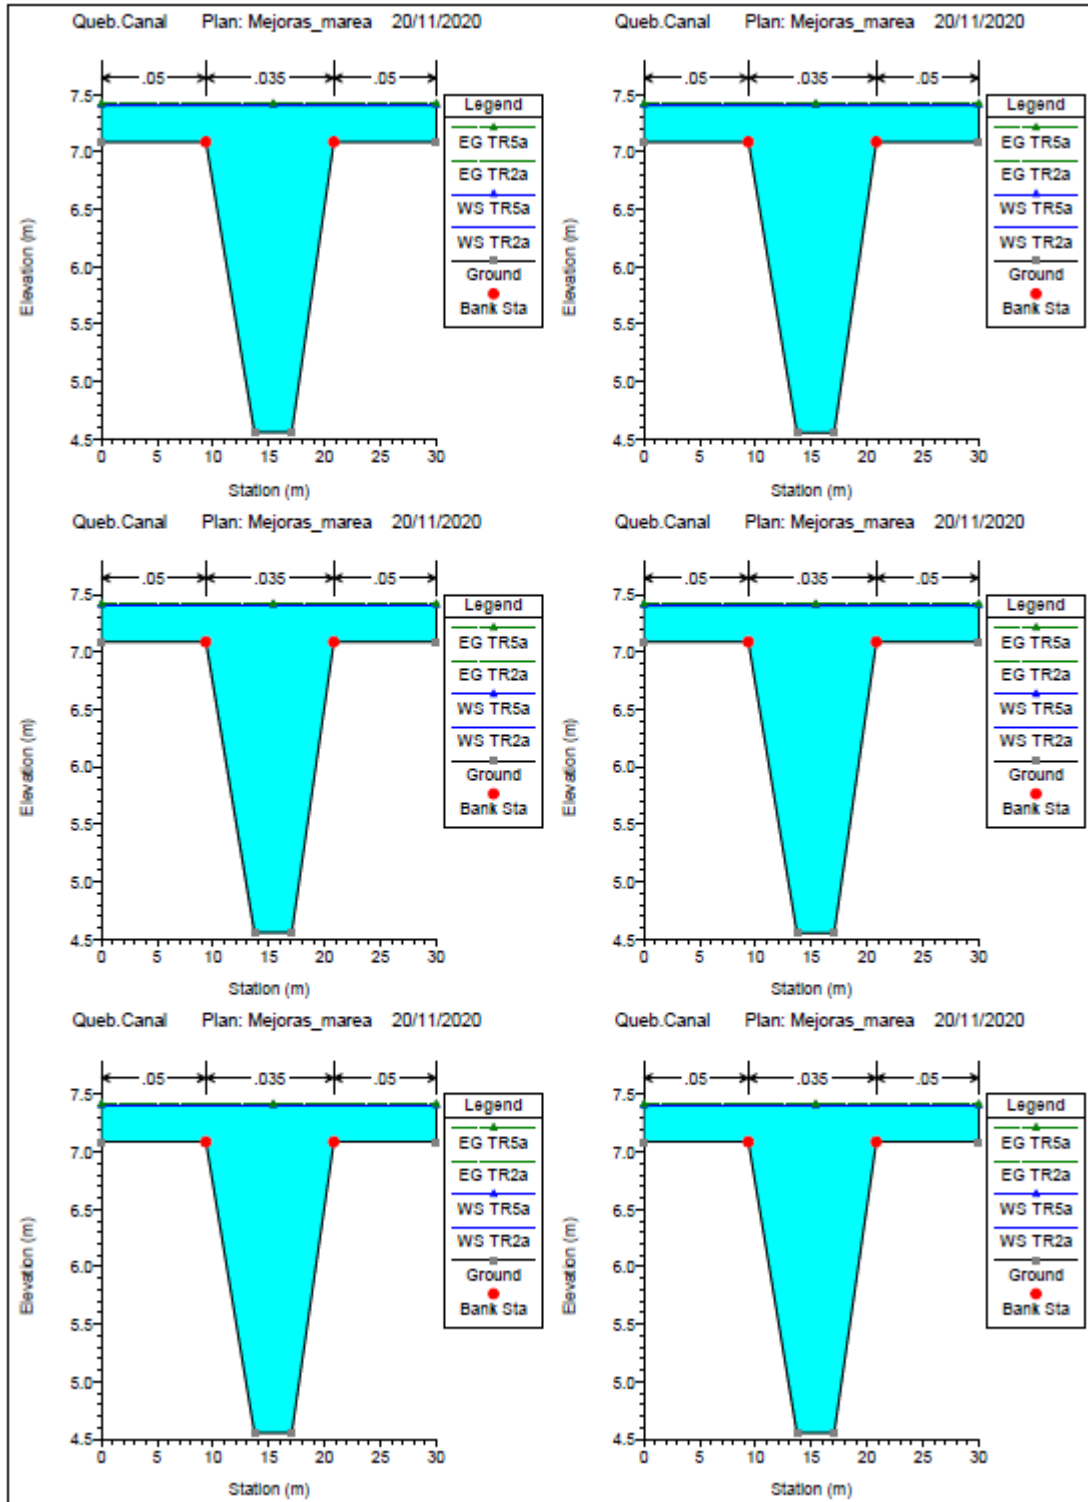 Queb.Canal Plan: Mejoras_marea 20/11/2020
.05 .035 .05
7.5
7.0
6.5
6.0
5.5
5.0
4.5
Elevation (m)
0 5 10 15 20 25 30
Station (m)
Legend
EG TR5a
EG TR2a
WS TR5a
WS TR2a
Ground
Bank Sta
Queb.Canal Plan: Mejoras_marea 20/11/2020
.05 .035 .05
7.5
7.0
6.5
6.0
5.5
5.0
4.5
Elevation (m)
0 5 10 15 20 25 30
Station (m)
Legend
EG TR5a
EG TR2a
WS TR5a
WS TR2a
Ground
Bank Sta
Queb.Canal Plan: Mejoras_marea 20/11/2020
.05 .035 .05
7.5
7.0
6.5
6.0
5.5
5.0
4.5
Elevation (m)
0 5 10 15 20 25 30
Station (m)
Legend
EG TR5a
EG TR2a
WS TR5a
WS TR2a
Ground
Bank Sta
Queb.Canal Plan: Mejoras_marea 20/11/2020
.05 .035 .05
7.5
7.0
6.5
6.0
5.5
5.0
4.5
Elevation (m)
0 5 10 15 20 25 30
Station (m)
Legend
EG TR5a
EG TR2a
WS TR5a
WS TR2a
Ground
Bank Sta
Queb.Canal Plan: Mejoras_marea 20/11/2020
.05 .035 .05
7.5
7.0
6.5
6.0
5.5
5.0
4.5
Elevation (m)
0 5 10 15 20 25 30
Station (m)
Legend
EG TR5a
EG TR2a
WS TR5a
WS TR2a
Ground
Bank Sta
Queb.Canal Plan: Mejoras_marea 20/11/2020
.05 .035 .05
7.5
7.0
6.5
6.0
5.5
5.0
4.5
Elevation (m)
0 5 10 15 20 25 30
Station (m)
Legend
EG TR5a
EG TR2a
WS TR5a
WS TR2a
Ground
Bank Sta